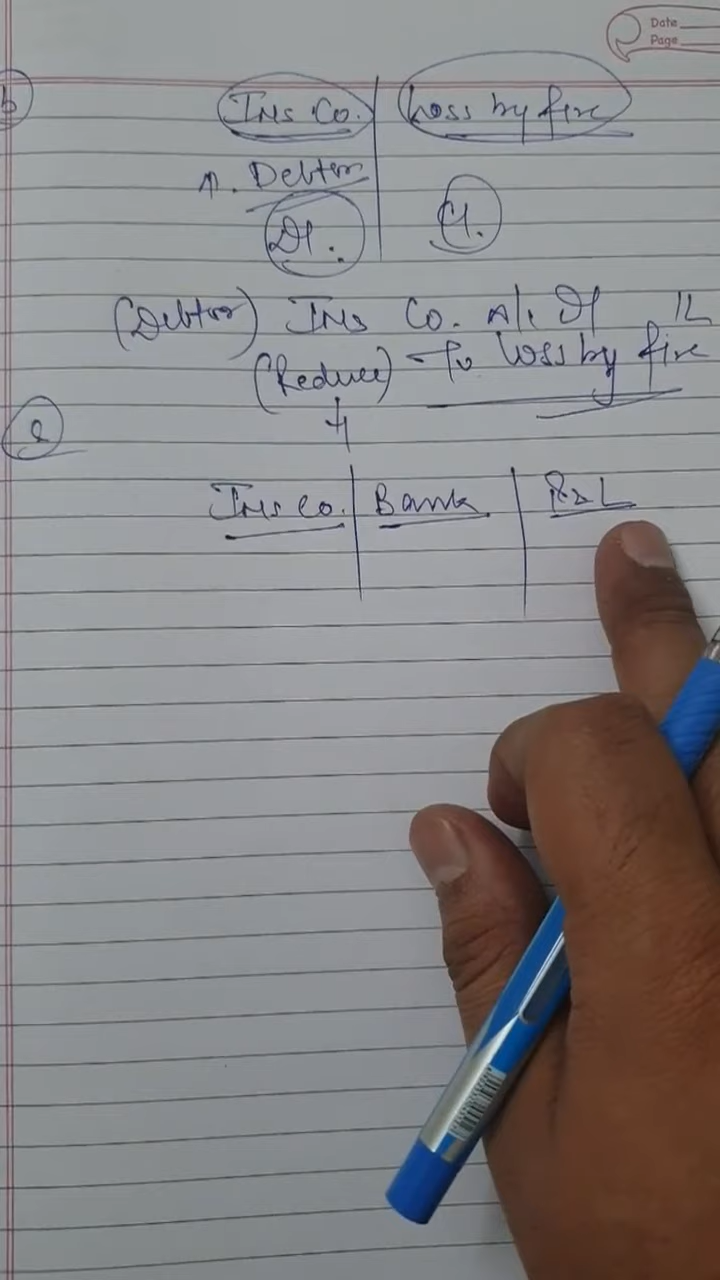 Date
Page
b
Ins Co. Loss by fire
↑. Debtor
Dr. Cr.
(Debtor) Ins Co. A/c Dr 1L
(Reduce) To Loss by fire
c
Ins Co. Bank P&L